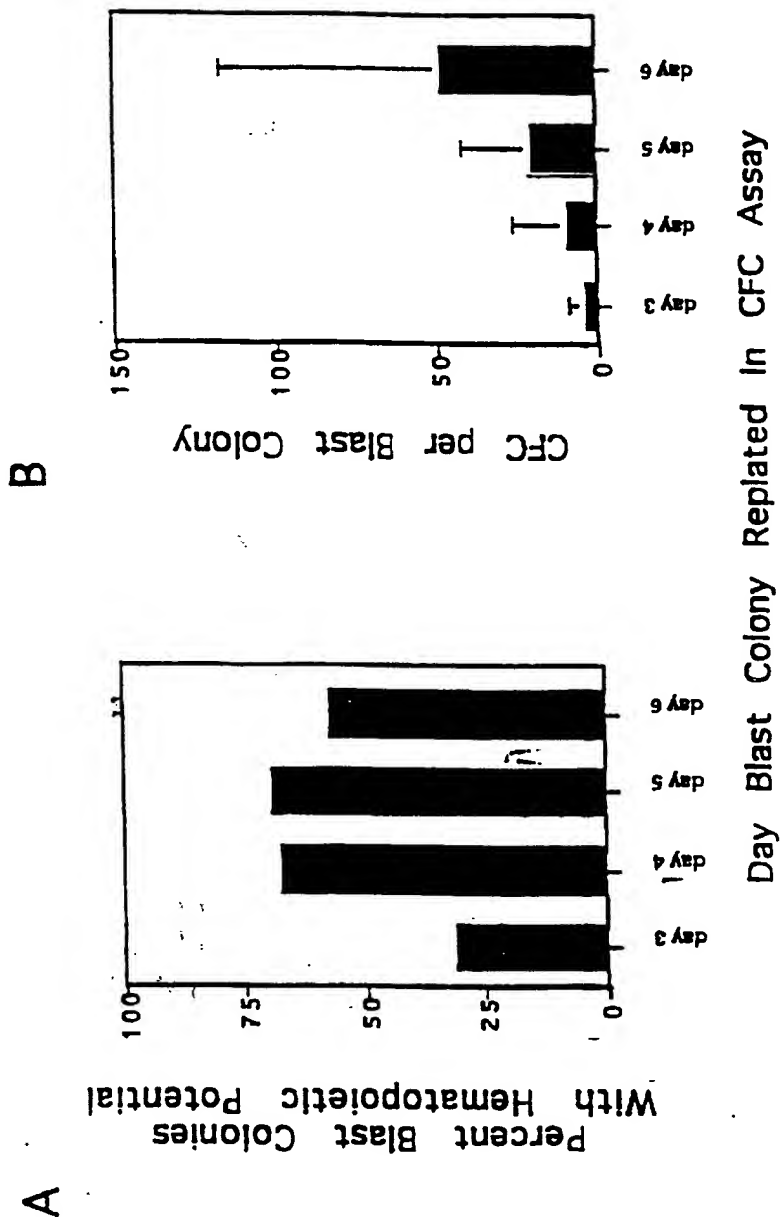 A
Percent Blast Colonies
With Hematopoietic Potential
100
75
50
25
0
day 3
day 4
day 5
day 6
B
CFC per Blast Colony
150
100
50
0
day 3
day 4
day 5
day 6
Day Blast Colony Replated In CFC Assay